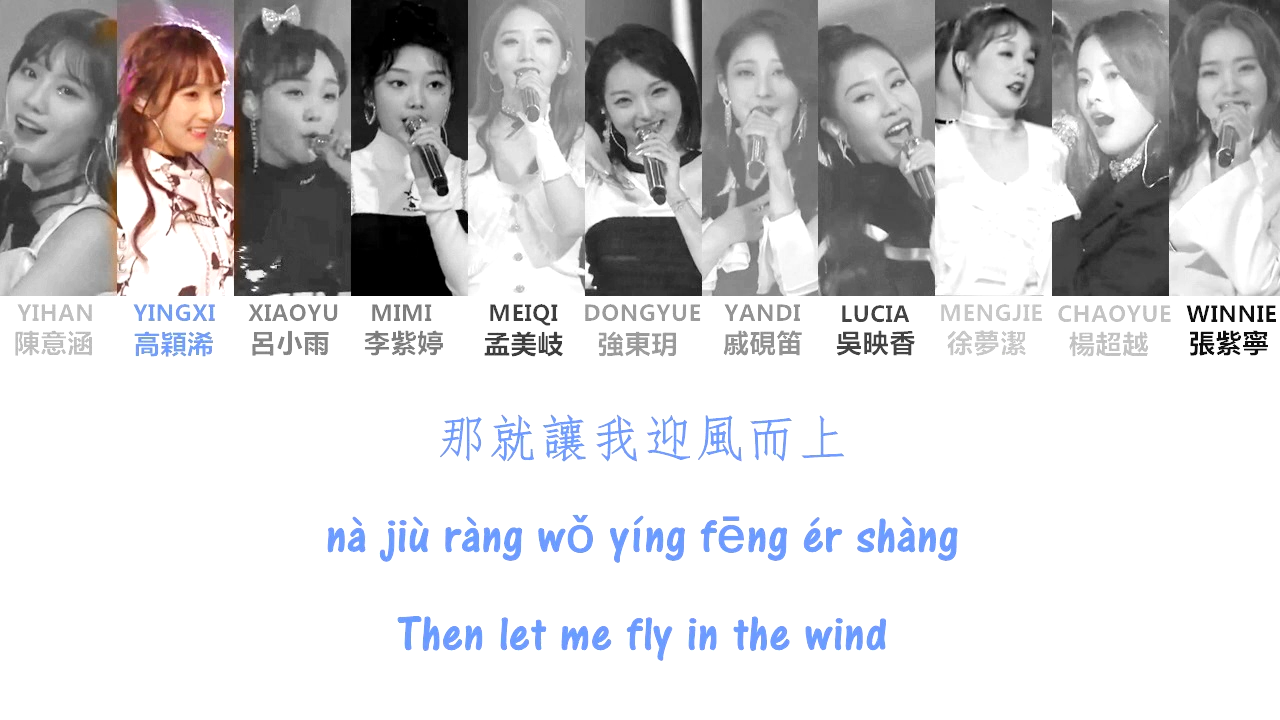 YIHAN YINGXI XIAOYU MIMI MEIQI DONGYUE YANDI LUCIA MENGJIE CHAOYUE WINNIE
陳意涵 高穎浠 呂小雨 李紫婷 孟美岐 強東玥 戚硯笛 吳映香 徐夢潔 楊超越 張紫寧
那就讓我迎風而上
nà jiù ràng wǒ yíng fēng ér shàng
Then let me fly in the wind